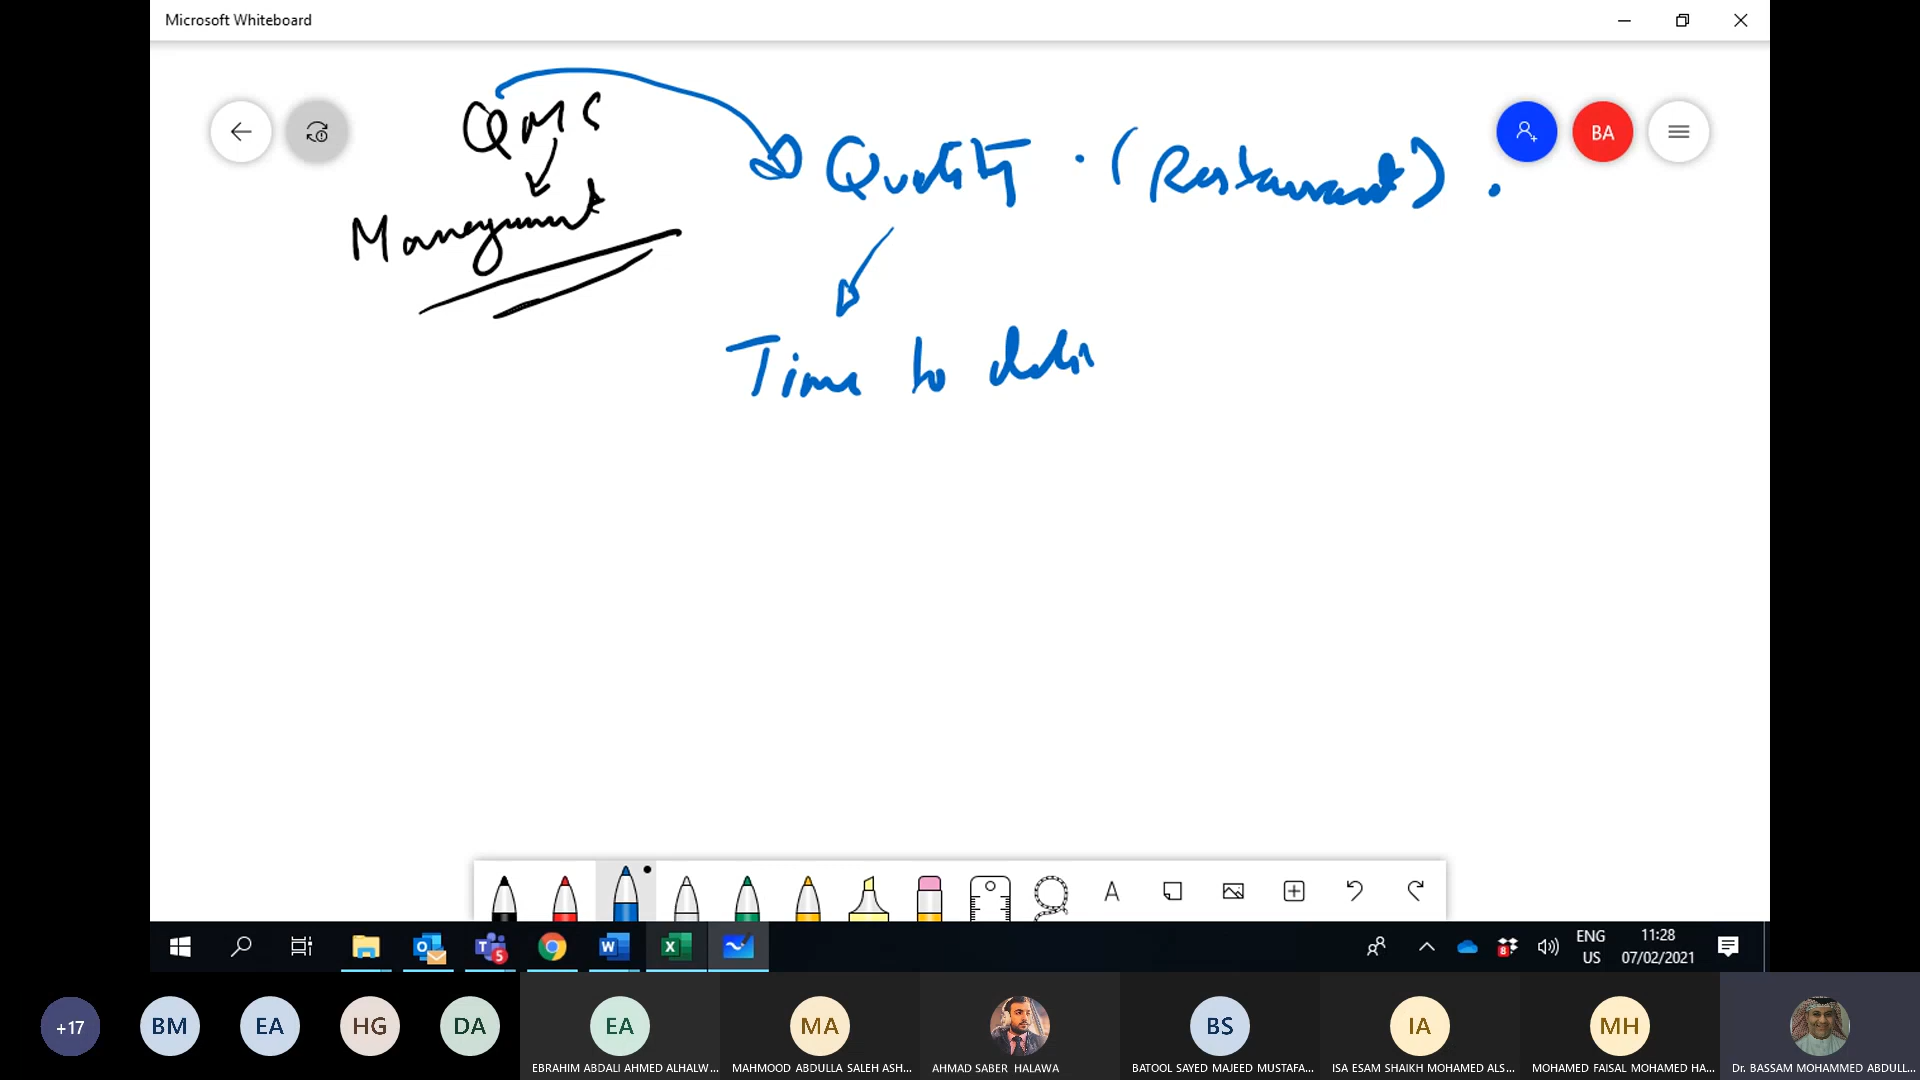 Microsoft Whiteboard
QMS
Management
Quality . (Restaurant) .
Time to
BA
A
ENG
US
11:28
07/02/2021
5
8
+17
BM
EA
HG
DA
EA
MA
BS
IA
MH
EBRAHIM ABDALI AHMED ALHALW...
MAHMOOD ABDULLA SALEH ASH...
AHMAD SABER HALAWA
BATOOL SAYED MAJEED MUSTAFA...
ISA ESAM SHAIKH MOHAMED ALS...
MOHAMED FAISAL MOHAMED HA...
Dr. BASSAM MOHAMMED ABDULL...